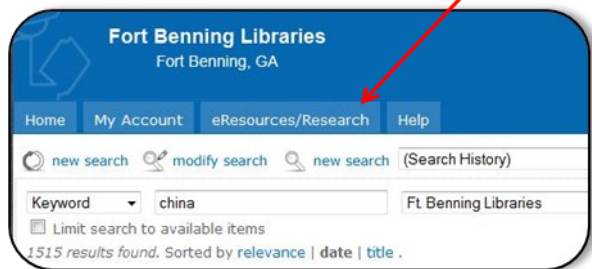 Fort Benning Libraries
Fort Benning, GA
Home My Account eResources/Research Help
new search modify search new search (Search History)
Keyword china Ft. Benning Libraries
Limit search to available items
1515 results found. Sorted by relevance | date | title .